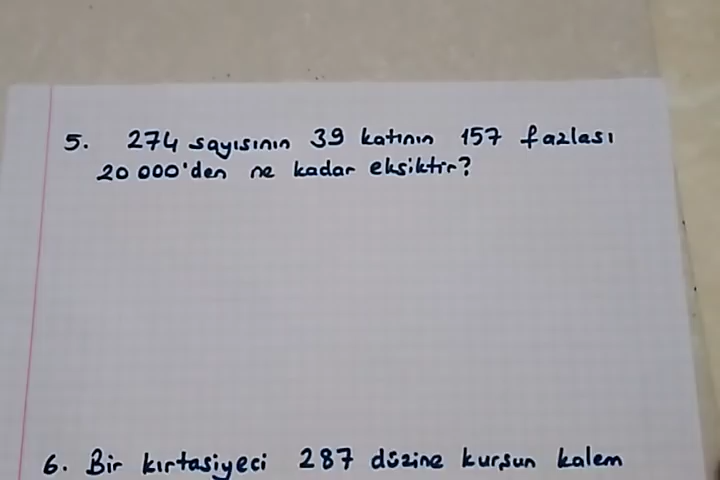 5. 274 sayısının 39 katının 157 fazlası
20 000'den ne kadar eksiktir?
6. Bir kırtasiyeci 287 düzine kurşun kalem